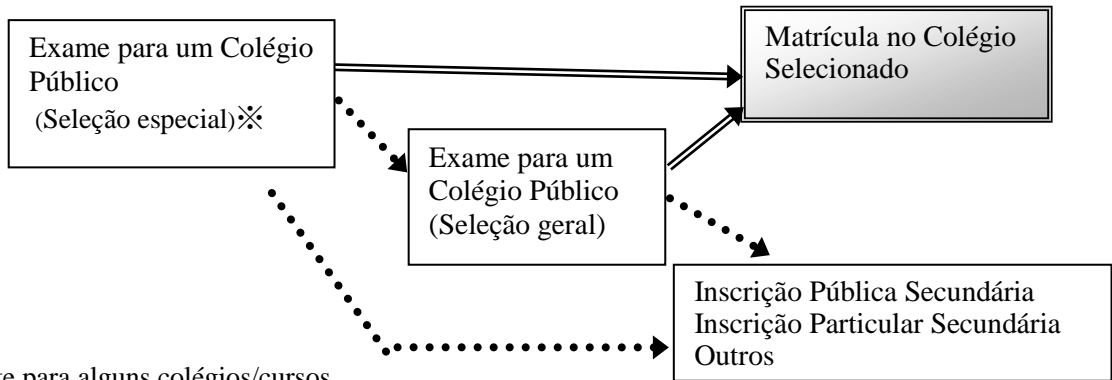 Exame para um Colégio
Público
(Seleção especial)※
Matrícula no Colégio
Selecionado
Exame para um
Colégio Público
(Seleção geral)
Inscrição Pública Secundária
Inscrição Particular Secundária
Outros
para alguns colégios/cursos